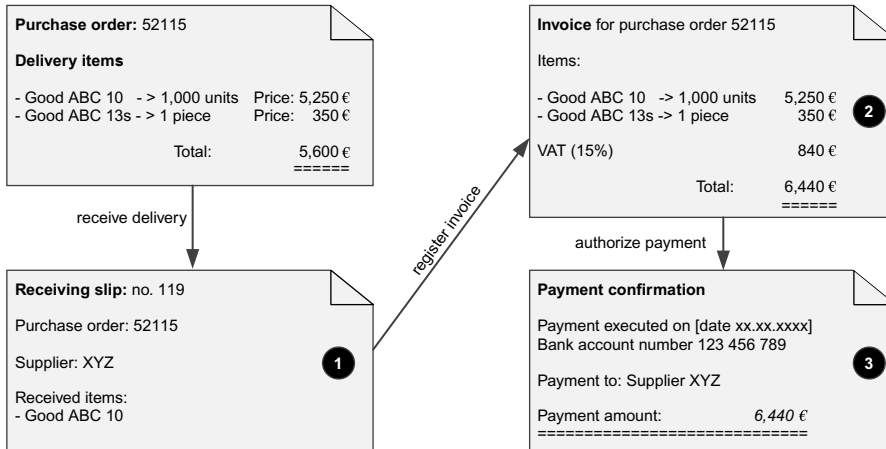 Purchase order: 52115
Delivery items
- Good ABC 10 - > 1,000 units Price: 5,250 €
- Good ABC 13s - > 1 piece Price: 350 €
Total: 5,600 €
======
receive delivery
Receiving slip: no. 119
Purchase order: 52115
Supplier: XYZ
1
Received items:
- Good ABC 10
register invoice
Invoice for purchase order 52115
Items:
- Good ABC 10 -> 1,000 units 5,250 €
- Good ABC 13s -> 1 piece 350 €
2
VAT (15%) 840 €
Total: 6,440 €
======
authorize payment
Payment confirmation
Payment executed on [date xx.xx.xxxx]
Bank account number 123 456 789
3
Payment to: Supplier XYZ
Payment amount: 6,440 €
============================